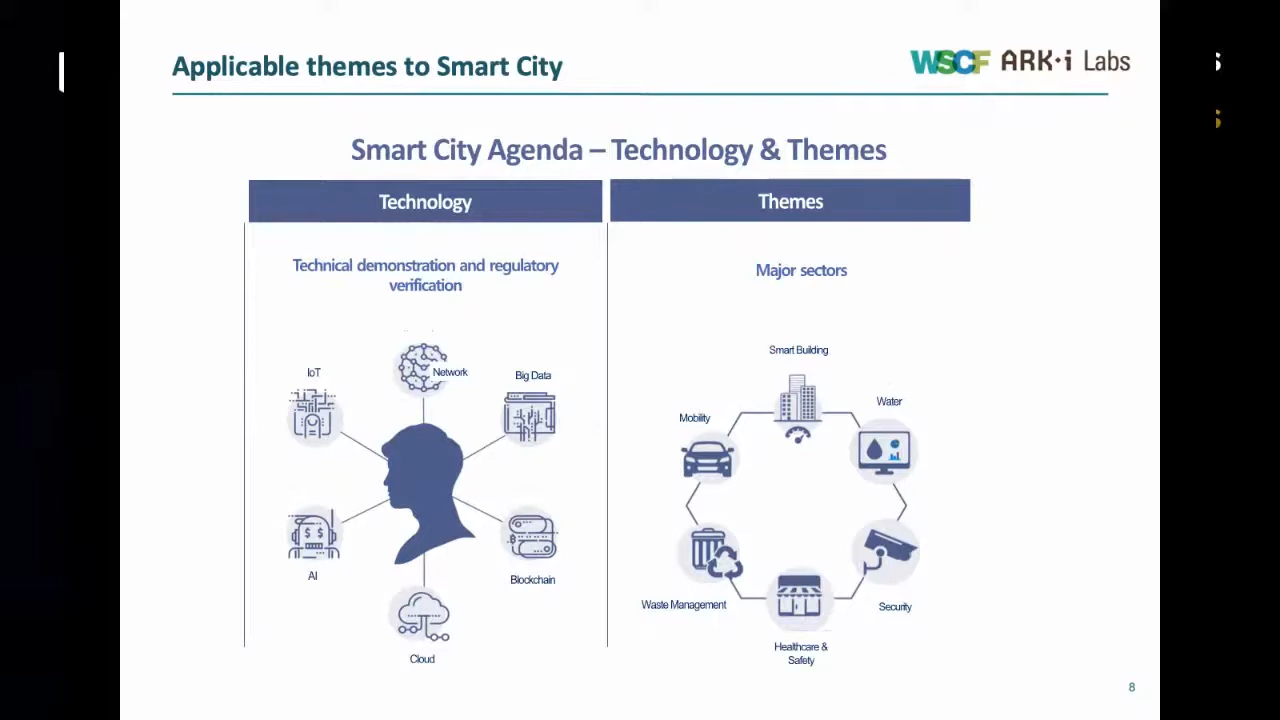 Applicable themes to Smart City
WSCF ARK·i Labs
Smart City Agenda – Technology & Themes
Technology
Technical demonstration and regulatory
verification
IoT
Network
Big Data
AI
$ $
Blockchain
Cloud
Themes
Major sectors
Smart Building
Mobility
Water
Waste Management
Security
Healthcare &
Safety
8
S
S